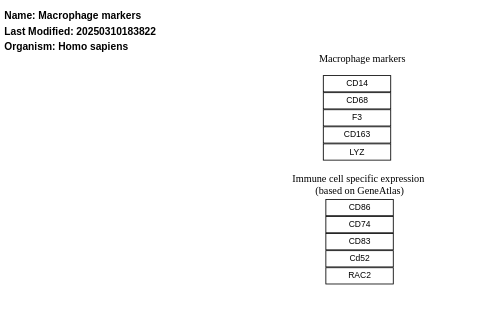 Name: Macrophage markers
Last Modified: 20250310183822
Organism: Homo sapiens
Macrophage markers
CD14
CD68
F3
CD163
LYZ
Immune cell specific expression
(based on GeneAtlas)
CD86
CD74
CD83
Cd52
RAC2